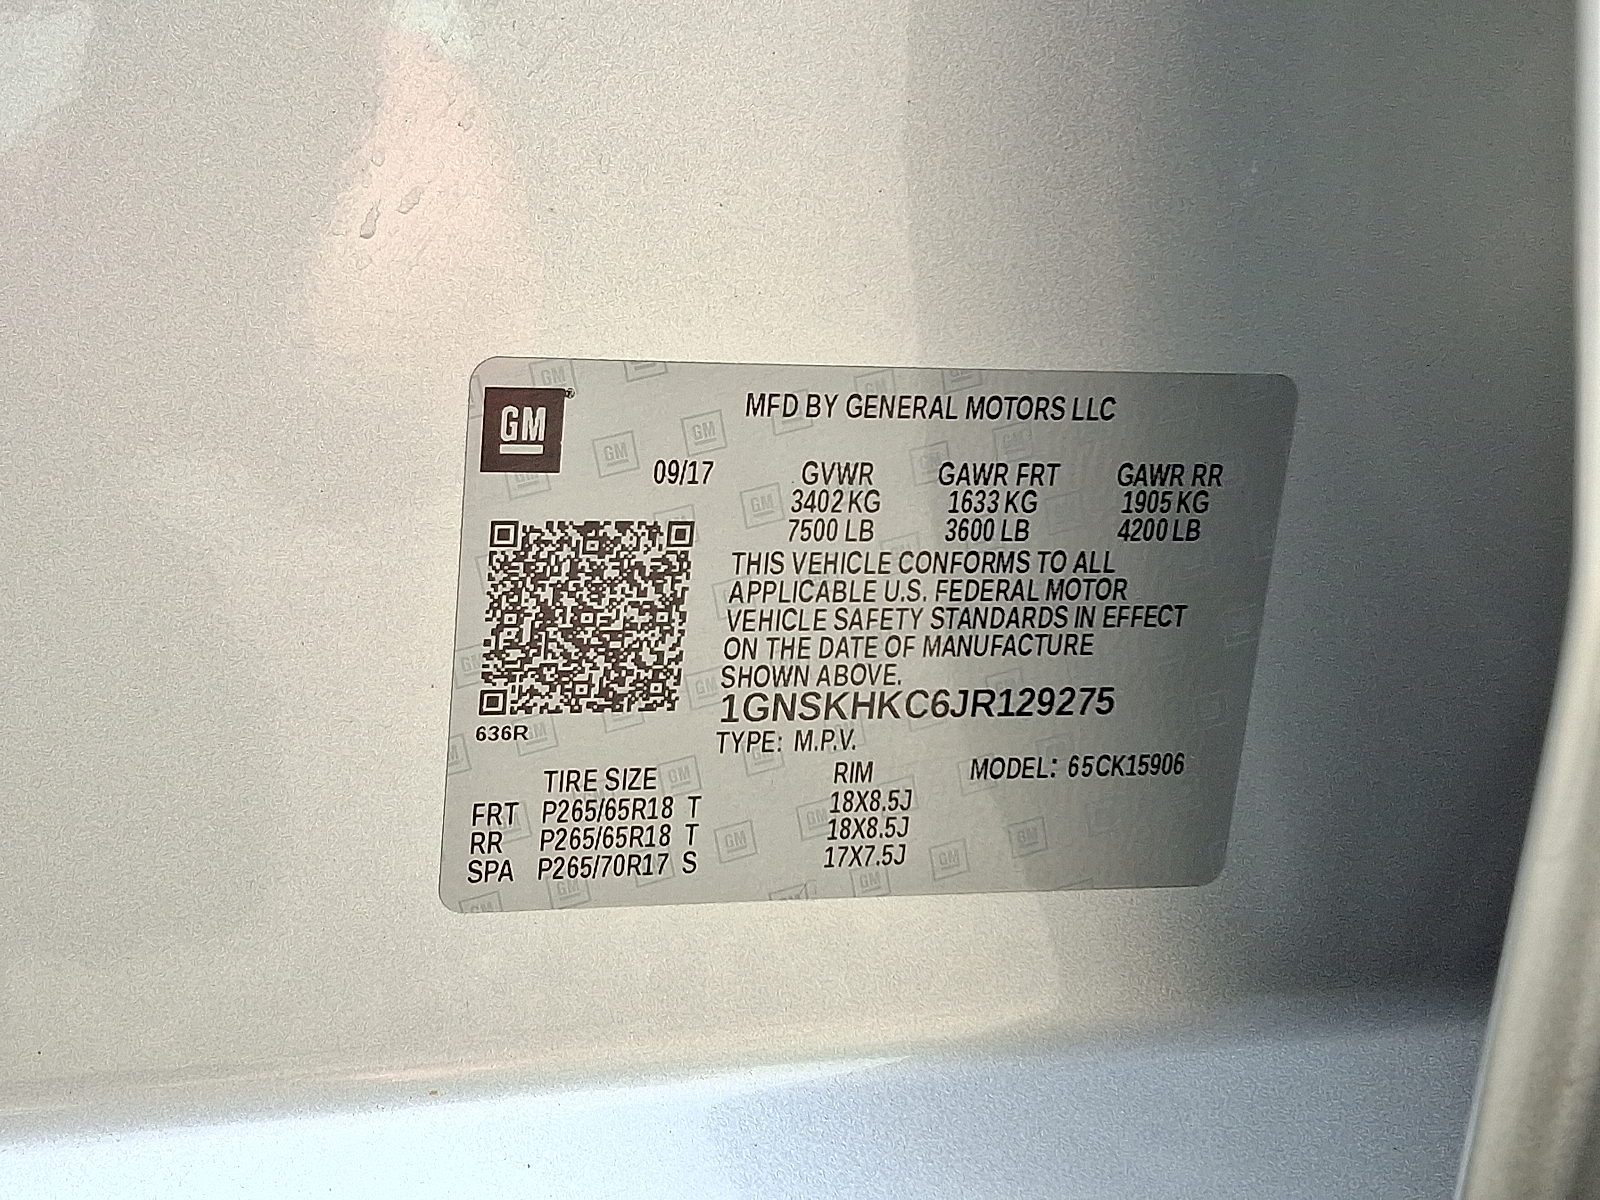 GM
MFD BY GENERAL MOTORS LLC
09/17 GVWR GAWR FRT GAWR RR
3402 KG 1633 KG 1905 KG
7500 LB 3600 LB 4200 LB
THIS VEHICLE CONFORMS TO ALL
APPLICABLE U.S. FEDERAL MOTOR
VEHICLE SAFETY STANDARDS IN EFFECT
ON THE DATE OF MANUFACTURE
SHOWN ABOVE.
1GNSKHKC6JR129275
636R
TYPE: M.P.V.
TIRE SIZE RIM MODEL: 65CK15906
FRT P265/65R18 T 18X8.5J
RR P265/65R18 T 18X8.5J
SPA P265/70R17 S 17X7.5J